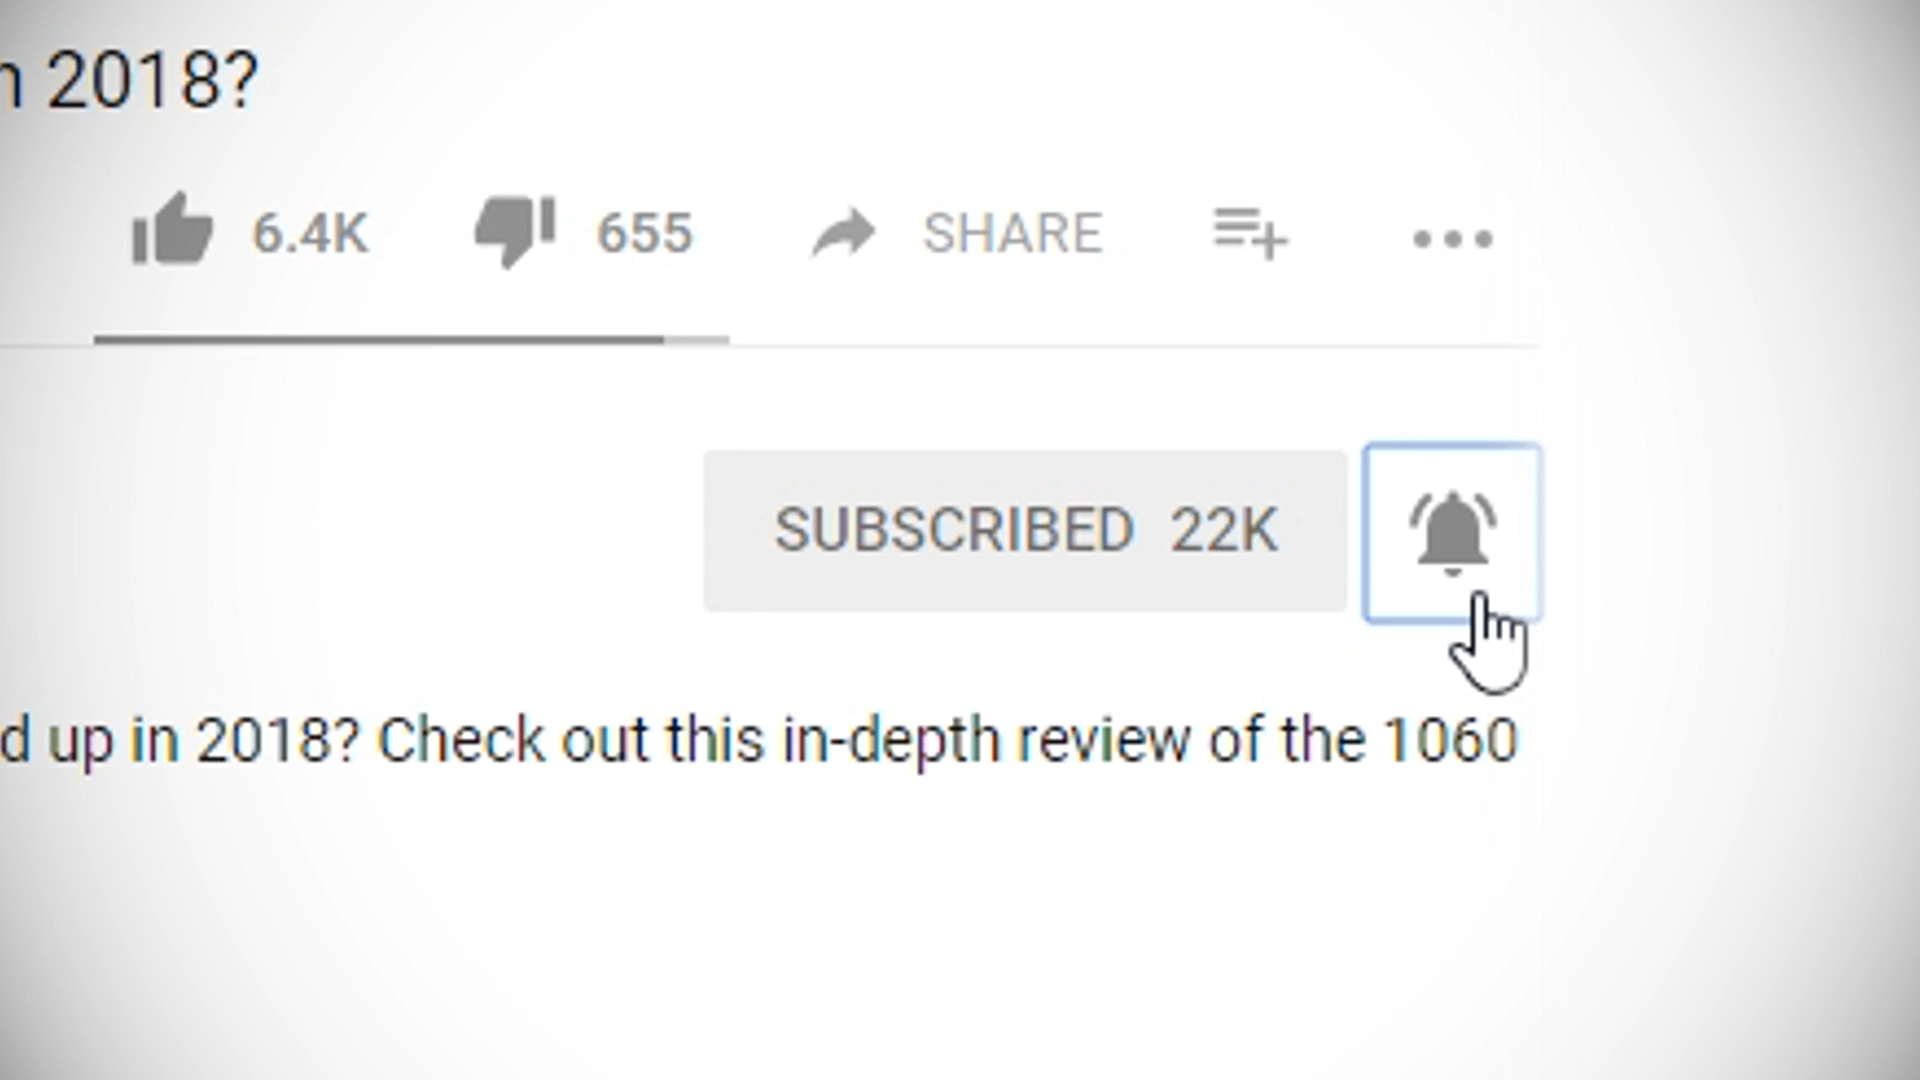 n 2018?
6.4K 655 SHARE
SUBSCRIBED 22K
d up in 2018? Check out this in-depth review of the 1060